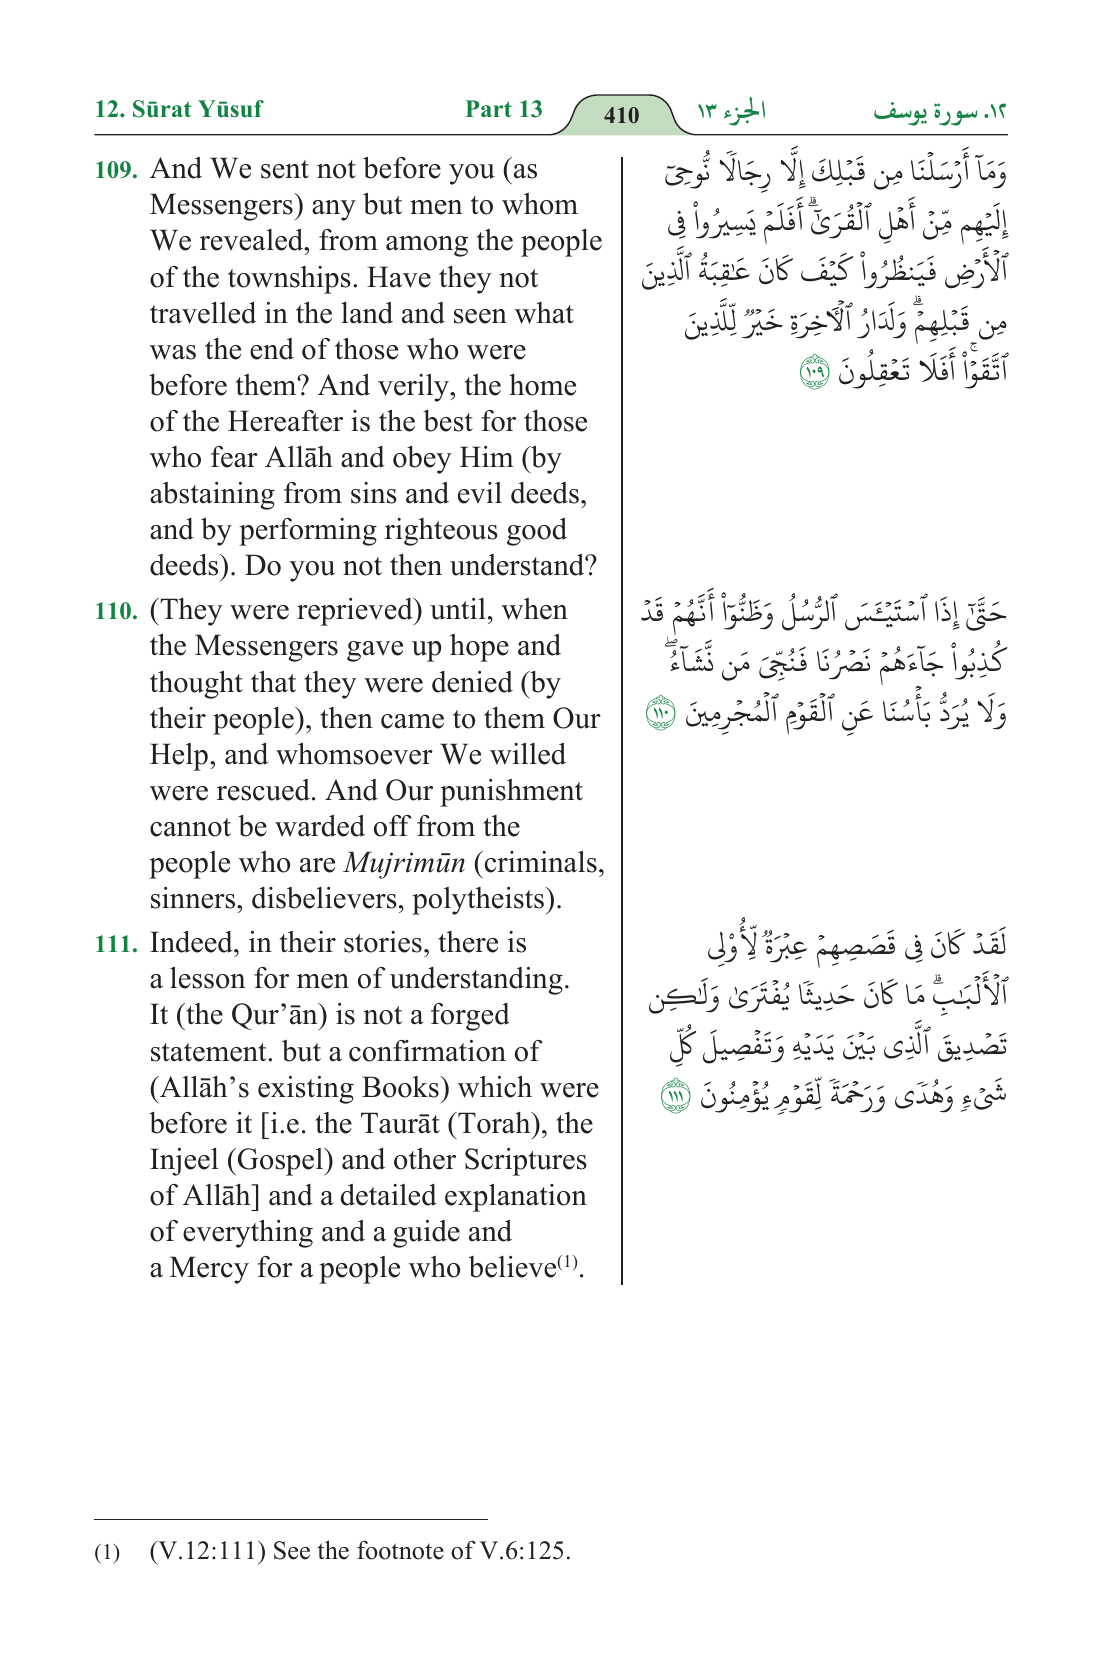 12. Sūrat Yūsuf Part 13 410 الجزء ١٣ ١٢. سورة يوسف
109. And We sent not before you (as
Messengers) any but men to whom
We revealed, from among the people
of the townships. Have they not
travelled in the land and seen what
was the end of those who were
before them? And verily, the home
of the Hereafter is the best for those
who fear Allāh and obey Him (by
abstaining from sins and evil deeds,
and by performing righteous good
deeds). Do you not then understand?
وَمَآ أَرۡسَلۡنَا مِن قَبۡلِكَ إِلَّا رِجَالٗا نُّوحِيٓ
إِلَيۡهِم مِّنۡ أَهۡلِ ٱلۡقُرَىٰٓۗ أَفَلَمۡ يَسِيرُواْ فِي
ٱلۡأَرۡضِ فَيَنظُرُواْ كَيۡفَ كَانَ عَٰقِبَةُ ٱلَّذِينَ
مِن قَبۡلِهِمۡۗ وَلَدَارُ ٱلۡأٓخِرَةِ خَيۡرٞ لِّلَّذِينَ
ٱتَّقَوۡاْۚ أَفَلَا تَعۡقِلُونَ ١٠٩
110. (They were reprieved) until, when
the Messengers gave up hope and
thought that they were denied (by
their people), then came to them Our
Help, and whomsoever We willed
were rescued. And Our punishment
cannot be warded off from the
people who are Mujrimūn (criminals,
sinners, disbelievers, polytheists).
حَتَّىٰٓ إِذَا ٱسۡتَيۡـَٔسَ ٱلرُّسُلُ وَظَنُّوٓاْ أَنَّهُمۡ قَدۡ
كُذِبُواْ جَآءَهُمۡ نَصۡرُنَا فَنُجِّيَ مَن نَّشَآءُۖ
وَلَا يُرَدُّ بَأۡسُنَا عَنِ ٱلۡقَوۡمِ ٱلۡمُجۡرِمِينَ ١١٠
111. Indeed, in their stories, there is
a lesson for men of understanding.
It (the Qur’ān) is not a forged
statement. but a confirmation of
(Allāh’s existing Books) which were
before it [i.e. the Taurāt (Torah), the
Injeel (Gospel) and other Scriptures
of Allāh] and a detailed explanation
of everything and a guide and
a Mercy for a people who believe(1).
لَقَدۡ كَانَ فِي قَصَصِهِمۡ عِبۡرَةٞ لِّأُوْلِي
ٱلۡأَلۡبَٰبِۗ مَا كَانَ حَدِيثٗا يُفۡتَرَىٰ وَلَٰكِن
تَصۡدِيقَ ٱلَّذِي بَيۡنَ يَدَيۡهِ وَتَفۡصِيلَ كُلِّ
شَيۡءٖ وَهُدٗى وَرَحۡمَةٗ لِّقَوۡمٖ يُؤۡمِنُونَ ١١١
(1) (V.12:111) See the footnote of V.6:125.